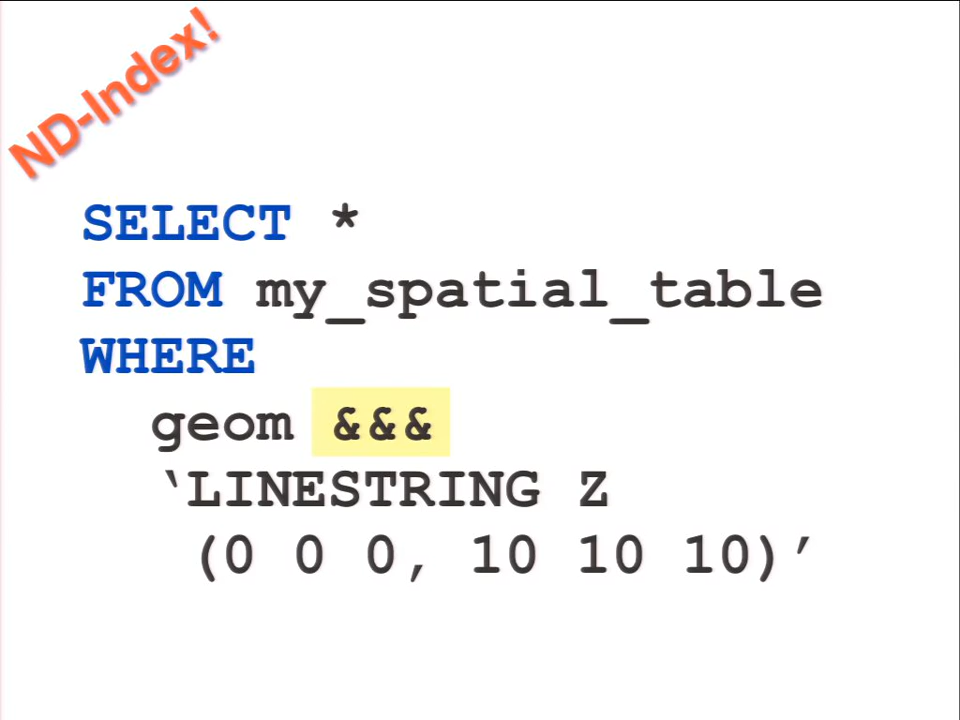 ND-Index!
SELECT *
FROM my_spatial_table
WHERE
geom &&&
‘LINESTRING Z
(0 0 0, 10 10 10)’